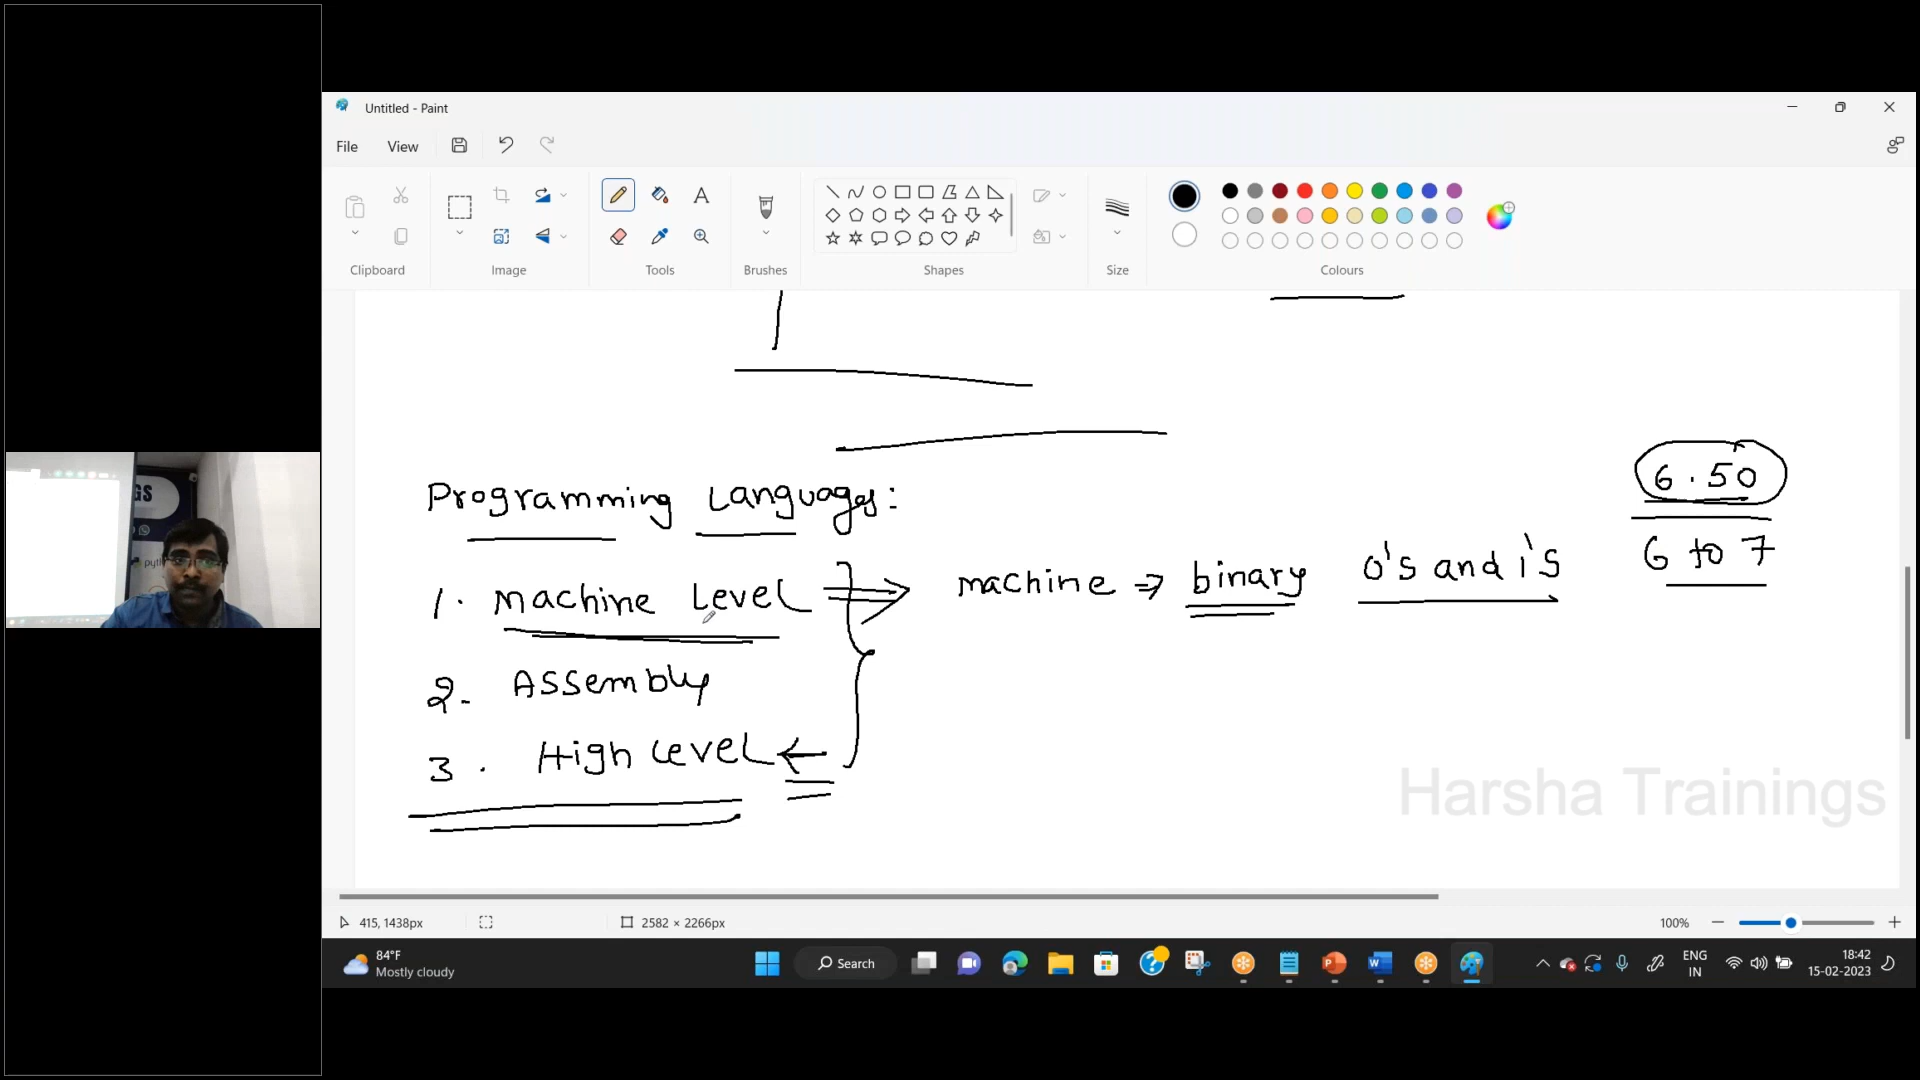 Untitled - Paint
File View
Clipboard Image Tools Brushes Shapes Size Colours
A
GS
pyth
Programming Languages:
6.50
6 to 7
1. Machine Level
machine => binary 0's and 1's
2. Assembly
3. High Level
Harsha Trainings
415, 1438px
2582 × 2266px
100%
84°F
Mostly cloudy
Search
ENG
IN
18:42
15-02-2023